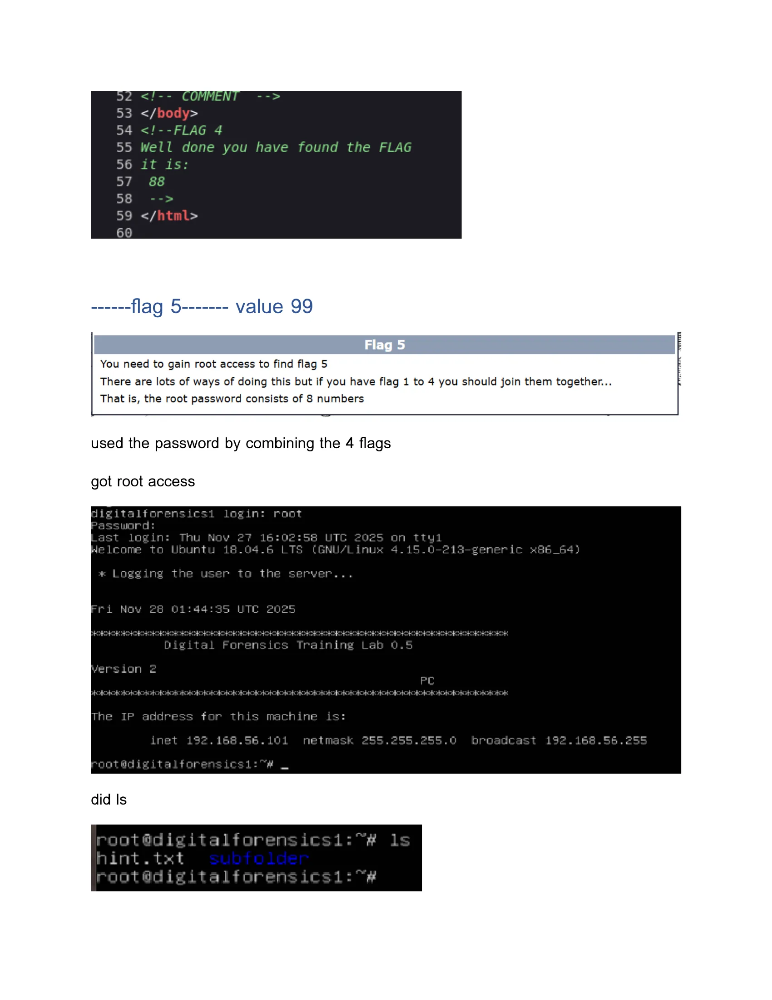 52 <!-- COMMENT  -->
53 </body>
54 <!--FLAG 4
55 Well done you have found the FLAG
56 it is:
57  88
58  -->
59 </html>
60
------flag 5------- value 99
Flag 5
You need to gain root access to find flag 5
There are lots of ways of doing this but if you have flag 1 to 4 you should join them together...
That is, the root password consists of 8 numbers
used the password by combining the 4 flags
got root access
digitalforensics1 login: root
Password:
Last login: Thu Nov 27 16:02:58 UTC 2025 on tty1
Welcome to Ubuntu 18.04.6 LTS (GNU/Linux 4.15.0-213-generic x86_64)
* Logging the user to the server...
Fri Nov 28 01:44:35 UTC 2025
*********************************************************
Digital Forensics Training Lab 0.5
Version 2
PC
*********************************************************
The IP address for this machine is:
inet 192.168.56.101  netmask 255.255.255.0  broadcast 192.168.56.255
root@digitalforensics1:~# _
did ls
root@digitalforensics1:~# ls
hint.txt  subfolder
root@digitalforensics1:~#